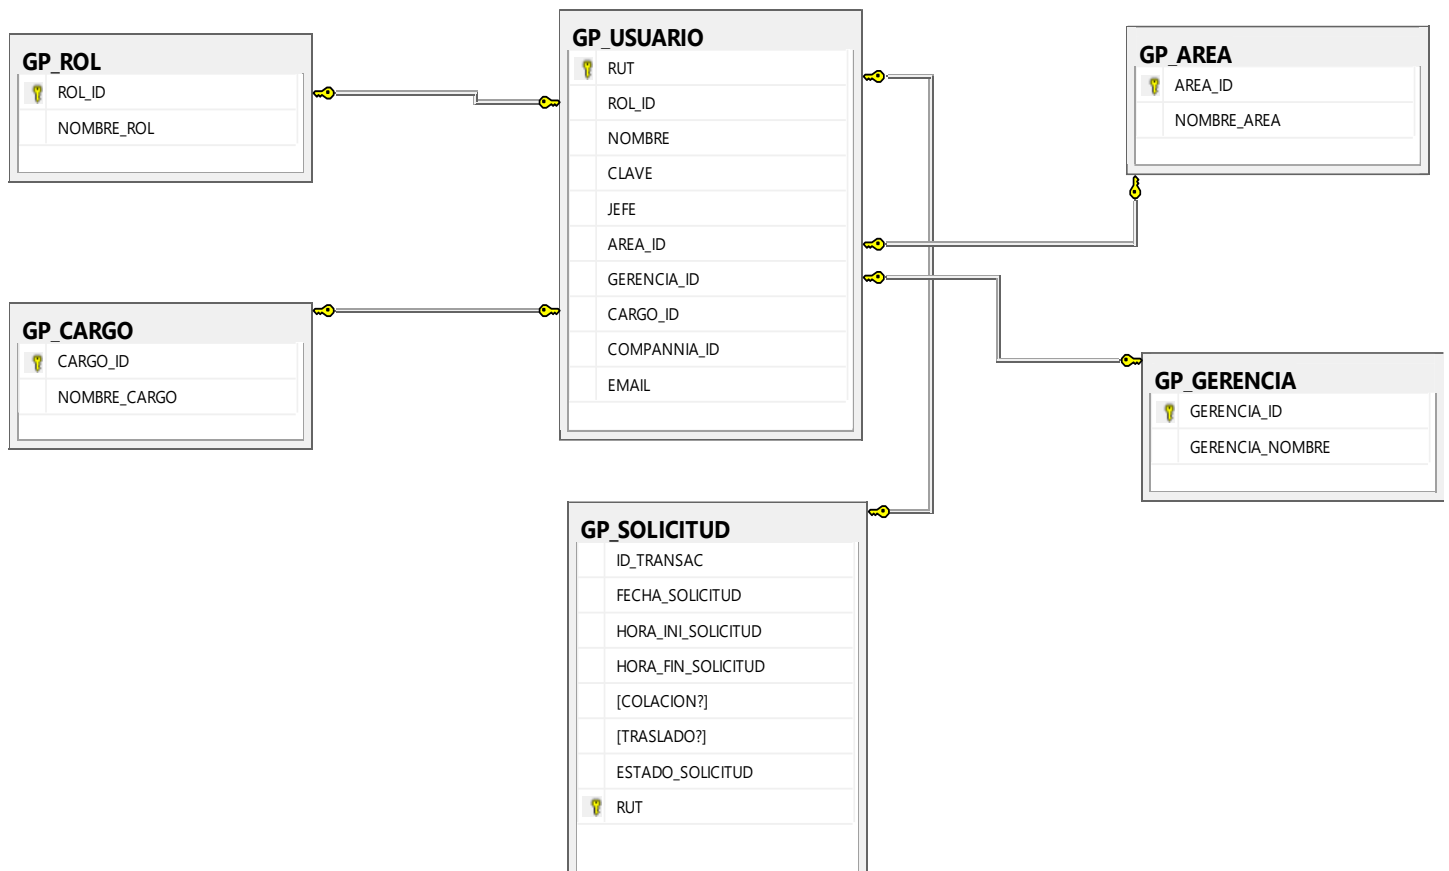 GP_ROL
ROL_ID
NOMBRE_ROL
GP_USUARIO
RUT
ROL_ID
NOMBRE
CLAVE
JEFE
AREA_ID
GERENCIA_ID
CARGO_ID
COMPANNIA_ID
EMAIL
GP_AREA
AREA_ID
NOMBRE_AREA
GP_CARGO
CARGO_ID
NOMBRE_CARGO
GP_GERENCIA
GERENCIA_ID
GERENCIA_NOMBRE
GP_SOLICITUD
ID_TRANSAC
FECHA_SOLICITUD
HORA_INI_SOLICITUD
HORA_FIN_SOLICITUD
[COLACION?]
[TRASLADO?]
ESTADO_SOLICITUD
RUT